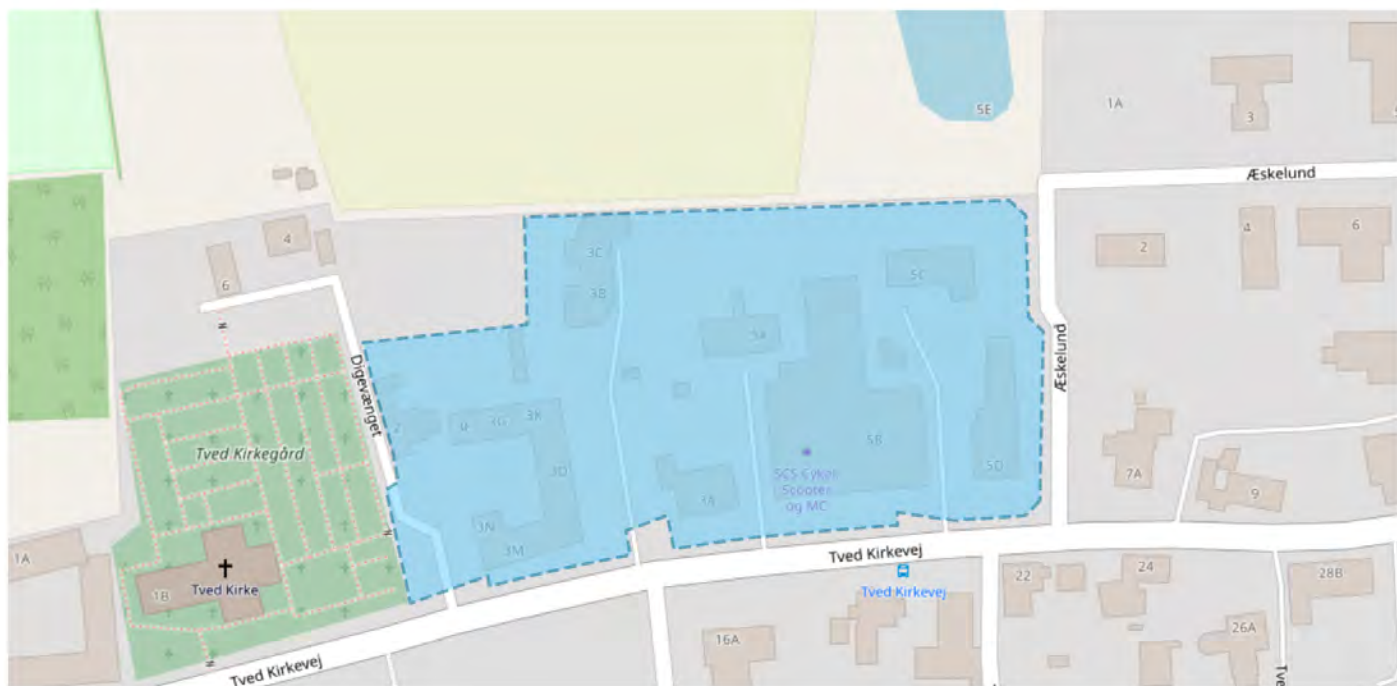 5E
1A
3
Æskelund
4
6
2
4
6
3C
3B
5C
5A
Æskelund
Digevænget
2
3G
3K
3D
5B
5D
Tved Kirkegård
SCS Cykel
Scooter
og MC
3A
7A
9
3N
3M
1A
1B
Tved Kirke
Tved Kirkevej
Tved Kirkevej
22
24
28B
16A
26A
Tved Kirkevej